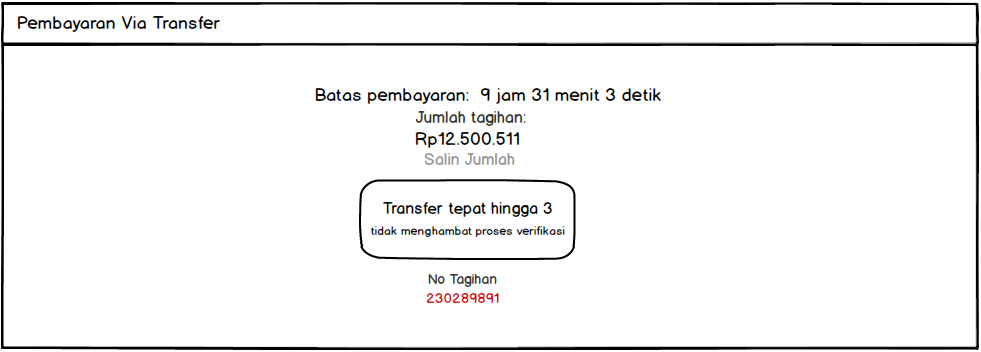 Pembayaran Via Transfer
Batas pembayaran: 9 jam 31 menit 3 detik
Jumlah tagihan:
Rp12.500.511
Salin Jumlah
Transfer tepat hingga 3
tidak menghambat proses verifikasi
No Tagihan
230289891